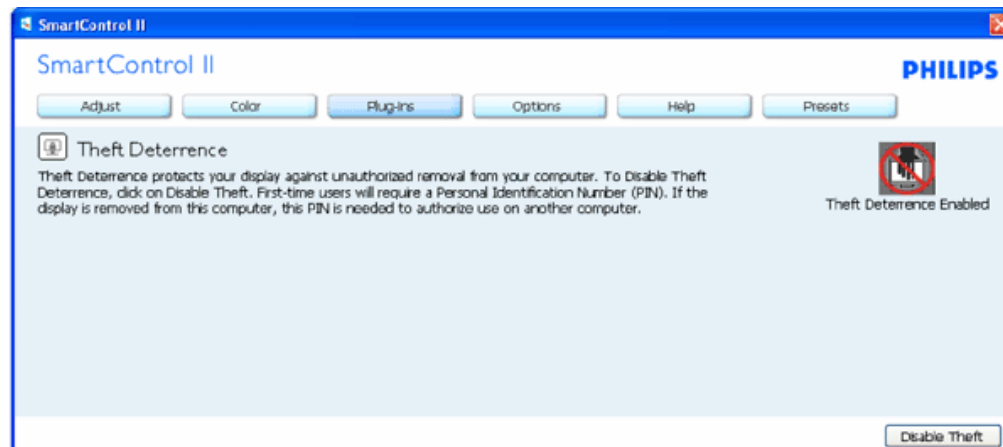 SmartControl II
SmartControl II
PHILIPS
Adjust Color Plug-Ins Options Help Presets
Theft Deterrence
Theft Deterrence protects your display against unauthorized removal from your computer. To Disable Theft
Deterrence, click on Disable Theft. First-time users will require a Personal Identification Number (PIN). If the
display is removed from this computer, this PIN is needed to authorize use on another computer.
Theft Deterrence Enabled
Disable Theft